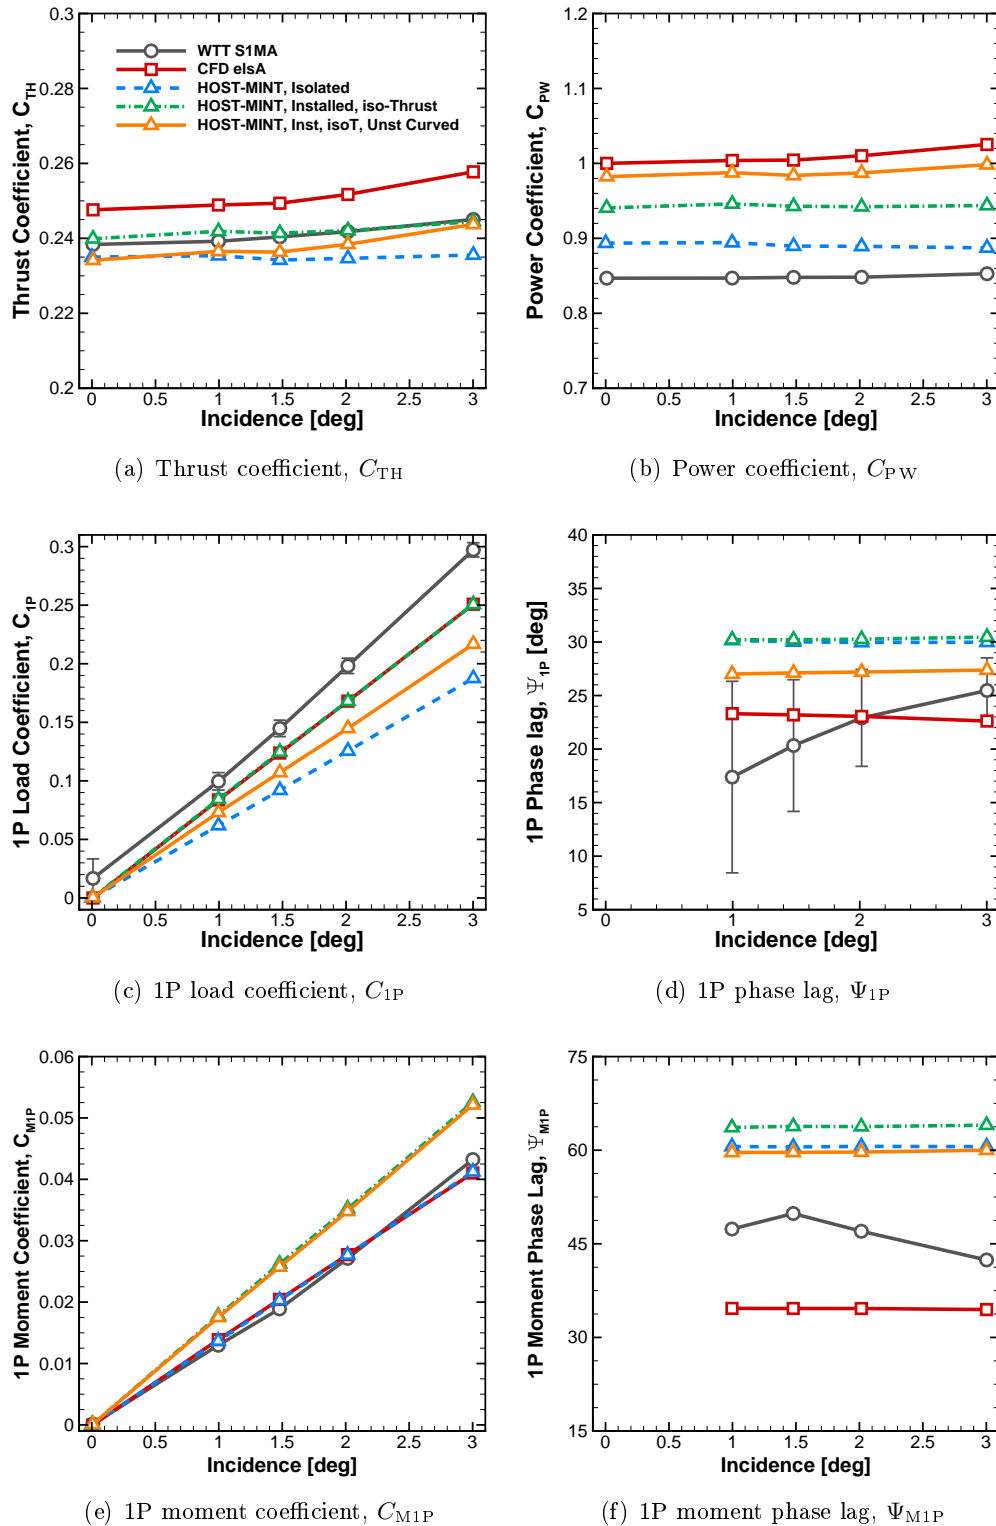 0.3
0.28
0.26
0.24
0.22
0.2
Thrust Coefficient, C_TH
WTT S1MA
CFD elsA
HOST-MINT, Isolated
HOST-MINT, Installed, iso-Thrust
HOST-MINT, Inst, isoT, Unst Curved
0 0.5 1 1.5 2 2.5 3
Incidence [deg]
(a) Thrust coefficient, C_TH
1.2
1.1
1
0.9
0.8
0.7
Power Coefficient, C_PW
0 0.5 1 1.5 2 2.5 3
Incidence [deg]
(b) Power coefficient, C_PW
0.3
0.25
0.2
0.15
0.1
0.05
0
1P Load Coefficient, C_1P
0 0.5 1 1.5 2 2.5 3
Incidence [deg]
(c) 1P load coefficient, C_1P
40
35
30
25
20
15
10
5
1P Phase lag, Ψ_1P [deg]
0 0.5 1 1.5 2 2.5 3
Incidence [deg]
(d) 1P phase lag, Ψ_1P
0.06
0.05
0.04
0.03
0.02
0.01
0
1P Moment Coefficient, C_M1P
0 0.5 1 1.5 2 2.5 3
Incidence [deg]
(e) 1P moment coefficient, C_M1P
75
60
45
30
15
1P Moment Phase Lag, Ψ_M1P
0 0.5 1 1.5 2 2.5 3
Incidence [deg]
(f) 1P moment phase lag, Ψ_M1P